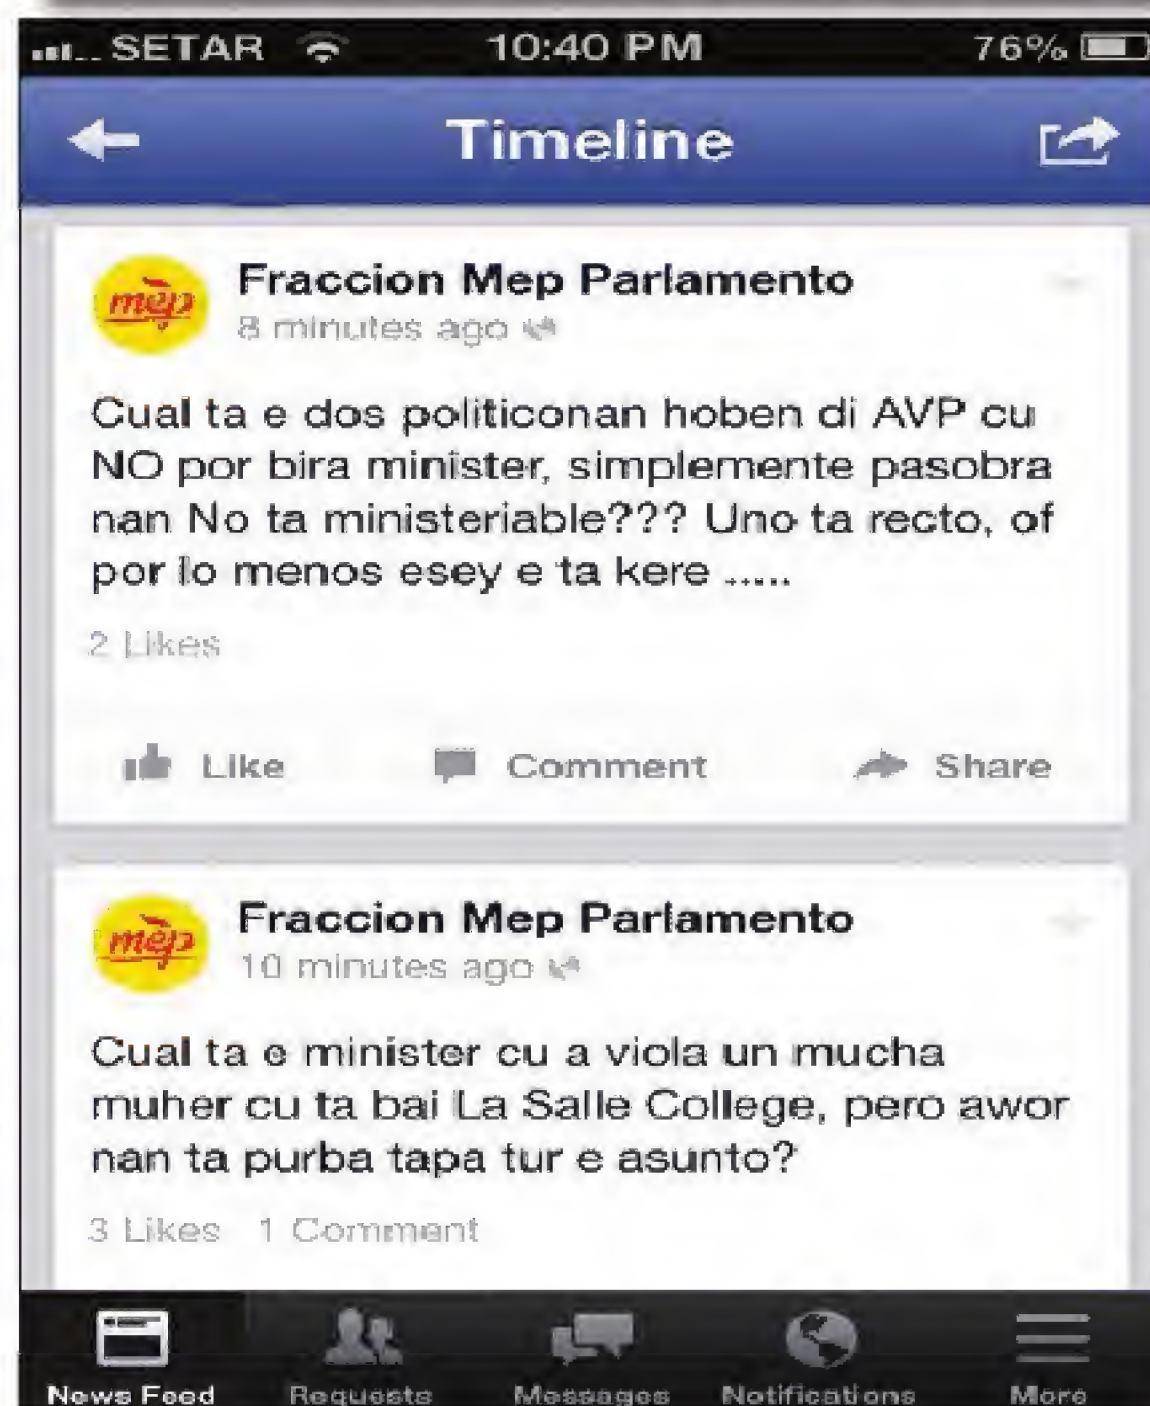 SETAR 10:40 PM 76%
Timeline
mèp Fraccion Mep Parlamento
8 minutes ago
Cual ta e dos politiconan hoben di AVP cu
NO por bira minister, simplemente pasobra
nan No ta ministeriable??? Uno ta recto, of
por lo menos esey e ta kere .....
2 Likes
Like Comment Share
mèp Fraccion Mep Parlamento
10 minutes ago
Cual ta e minister cu a viola un mucha
muher cu ta bai La Salle College, pero awor
nan ta purba tapa tur e asunto?
3 Likes 1 Comment
News Feed Requests Messages Notifications More